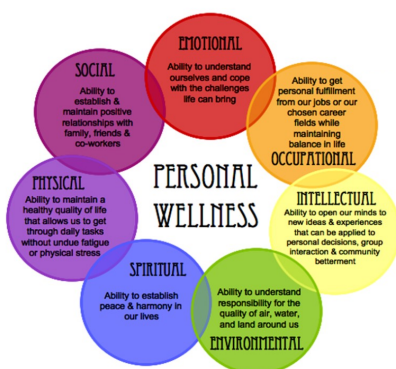 EMOTIONAL
Ability to understand
ourselves and cope
with the challenges
life can bring
SOCIAL
Ability to
establish &
maintain positive
relationships with
family, friends &
co-workers
Ability to get
personal fulfillment
from our jobs or our
chosen career
fields while
maintaining
balance in life
OCCUPATIONAL
PHYSICAL
Ability to maintain a
healthy quality of life
that allows us to get
through daily tasks
without undue fatigue
or physical stress
PERSONAL
WELLNESS
INTELLECTUAL
Ability to open our minds to
new ideas & experiences
that can be applied to
personal decisions, group
interaction & community
betterment
SPIRITUAL
Ability to establish
peace & harmony in
our lives
Ability to understand
responsibility for the
quality of air, water,
and land around us
ENVIRONMENTAL